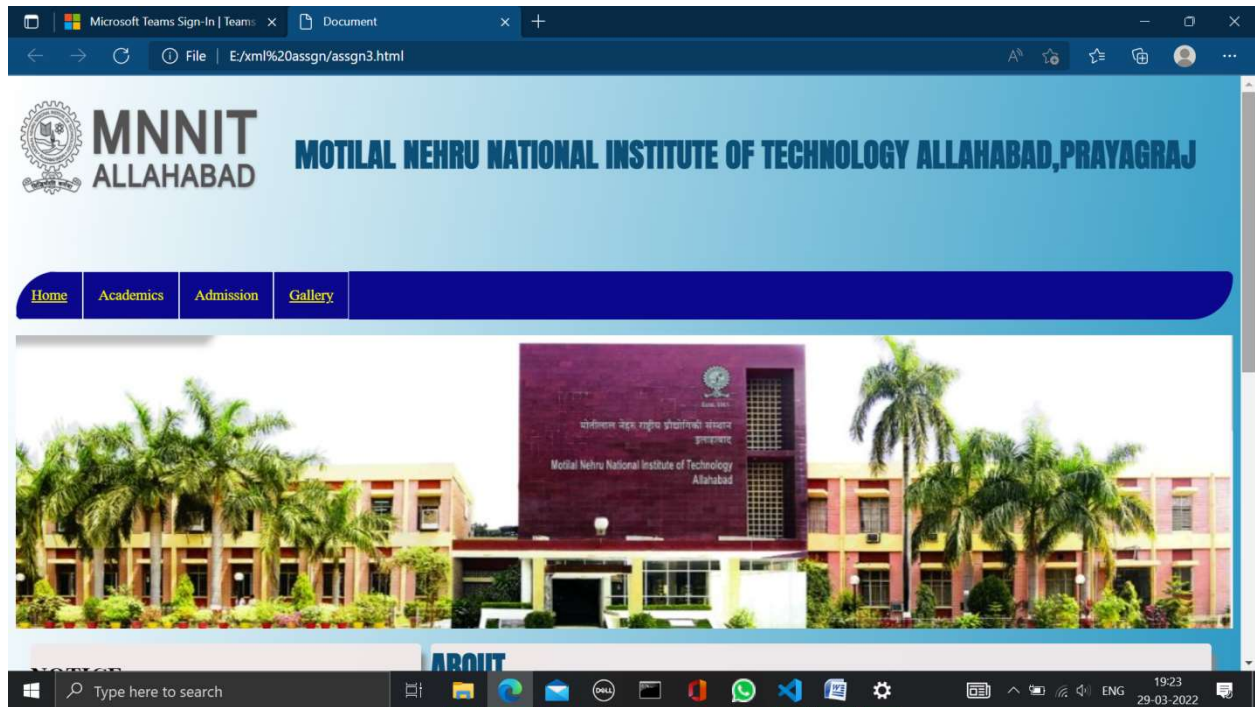 Microsoft Teams Sign-In | Teams
Document
File
E:/xml%20assgn/assgn3.html
MNNIT
ALLAHABAD
MOTILAL NEHRU NATIONAL INSTITUTE OF TECHNOLOGY ALLAHABAD,PRAYAGRAJ
Home
Academics
Admission
Gallery
मोतीलाल नेहरू राष्ट्रीय प्रौद्योगिकी संस्थान
इलाहाबाद
Motilal Nehru National Institute of Technology
Allahabad
NOTICE
ABOUT
Type here to search
DELL
ENG
19:23
29-03-2022